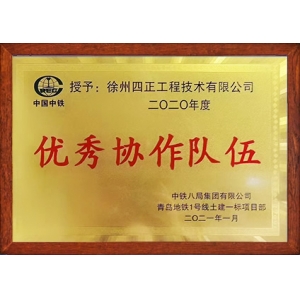 授予：徐州四正工程技术有限公司
中国中铁
二〇二〇年度
优秀协作队伍
中铁八局集团有限公司
青岛地铁1号线土建一标项目部
二〇二一年一月